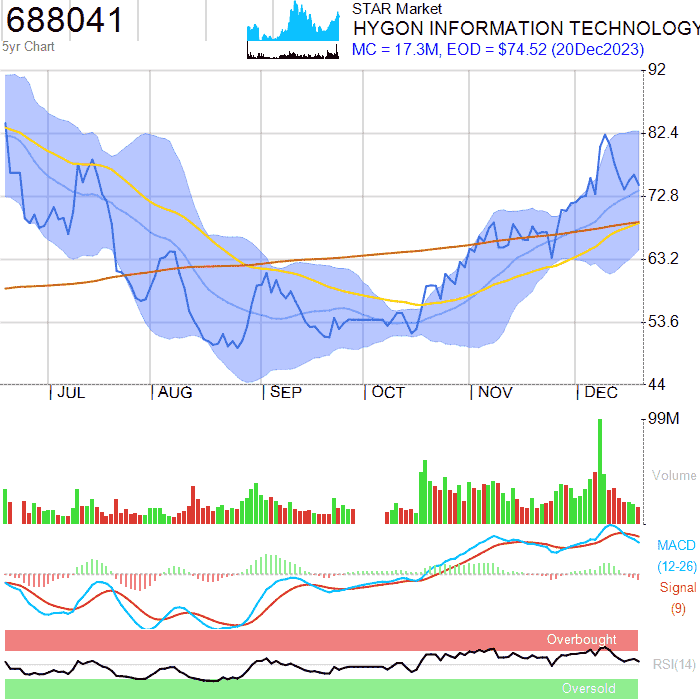 688041
5yr Chart
STAR Market
HYGON INFORMATION TECHNOLOGY
MC = 17.3M, EOD = $74.52 (20Dec2023)
92
82.4
72.8
63.2
53.6
44
JUL AUG SEP OCT NOV DEC
99M
Volume
MACD
(12-26)
Signal
(9)
Overbought
RSI(14)
Oversold